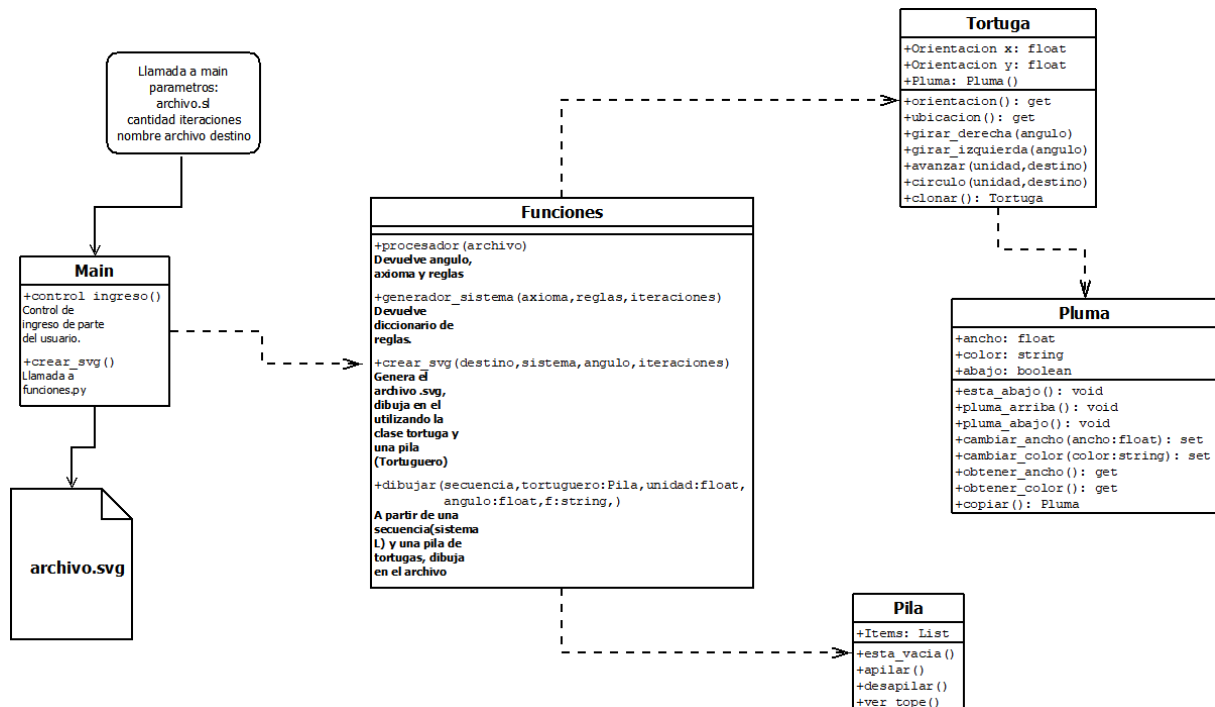 Llamada a main
parametros:
archivo.sl
cantidad iteraciones
nombre archivo destino
Main
+control ingreso()
Control de
ingreso de parte
del usuario.
+crear_svg()
Llamada a
funciones.py
archivo.svg
Funciones
+procesador(archivo)
Devuelve angulo,
axioma y reglas
+generador_sistema(axioma,reglas,iteraciones)
Devuelve
diccionario de
reglas.
+crear_svg(destino,sistema,angulo,iteraciones)
Genera el
archivo .svg,
dibuja en el
utilizando la
clase tortuga y
una pila
(Tortuguero)
+dibujar(secuencia,tortuguero:Pila,unidad:float,
angulo:float,f:string,)
A partir de una
secuencia(sistema
L) y una pila de
tortugas, dibuja
en el archivo
Tortuga
+Orientacion x: float
+Orientacion y: float
+Pluma: Pluma()
+orientacion(): get
+ubicacion(): get
+girar_derecha(angulo)
+girar_izquierda(angulo)
+avanzar(unidad,destino)
+circulo(unidad,destino)
+clonar(): Tortuga
Pluma
+ancho: float
+color: string
+abajo: boolean
+esta_abajo(): void
+pluma_arriba(): void
+pluma_abajo(): void
+cambiar_ancho(ancho:float): set
+cambiar_color(color:string): set
+obtener_ancho(): get
+obtener_color(): get
+copiar(): Pluma
Pila
+Items: List
+esta_vacia()
+apilar()
+desapilar()
+ver_tope()